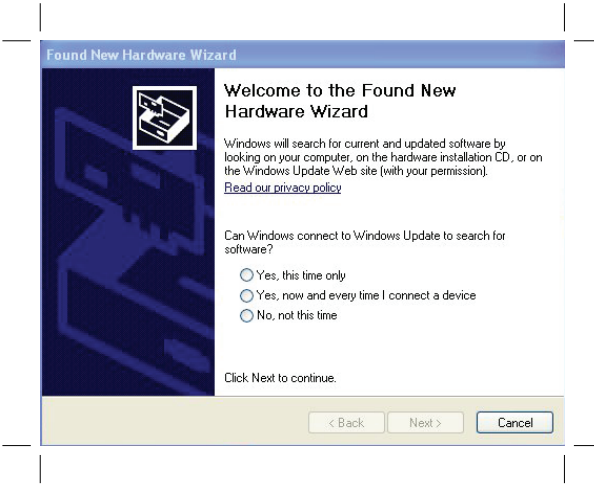 Found New Hardware Wizard
Welcome to the Found New
Hardware Wizard
Windows will search for current and updated software by
looking on your computer, on the hardware installation CD, or on
the Windows Update Web site (with your permission).
Read our privacy policy
Can Windows connect to Windows Update to search for
software?
Yes, this time only
Yes, now and every time I connect a device
No, not this time
Click Next to continue.
< Back Next > Cancel